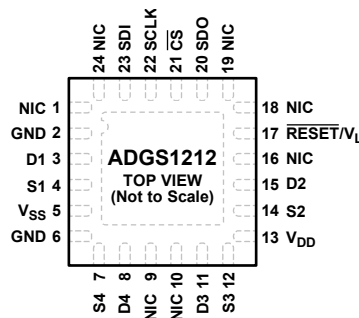 24 NIC
23 SDI
22 SCLK
21 C̅S̅
20 SDO
19 NIC
NIC 1
GND 2
D1 3
S1 4
VSS 5
GND 6
ADGS1212
TOP VIEW
(Not to Scale)
18 NIC
17 R̅E̅S̅E̅T̅/VL
16 NIC
15 D2
14 S2
13 VDD
S4 7
D4 8
NIC 9
NIC 10
D3 11
S3 12